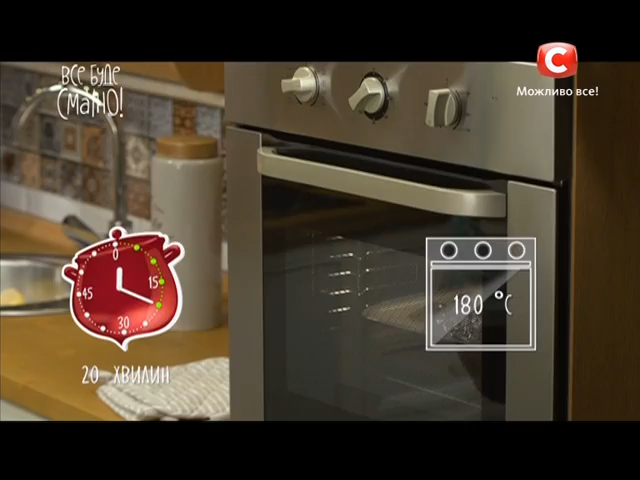 ВСЕ БУДЕ
СМАЧНО!
С
Можливо все!
0
15
30
45
180 °C
20 ХВИЛИН